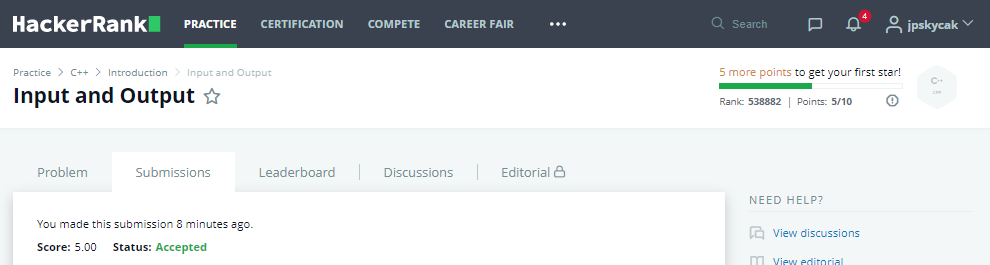 HackerRank PRACTICE CERTIFICATION COMPETE CAREER FAIR ••• Search 4 jpskycak
Practice > C++ > Introduction > Input and Output
5 more points to get your first star!
Input and Output
Rank: 538882 | Points: 5/10
C++
Problem Submissions Leaderboard Discussions Editorial
You made this submission 8 minutes ago.
Score: 5.00 Status: Accepted
NEED HELP?
View discussions
View editorial